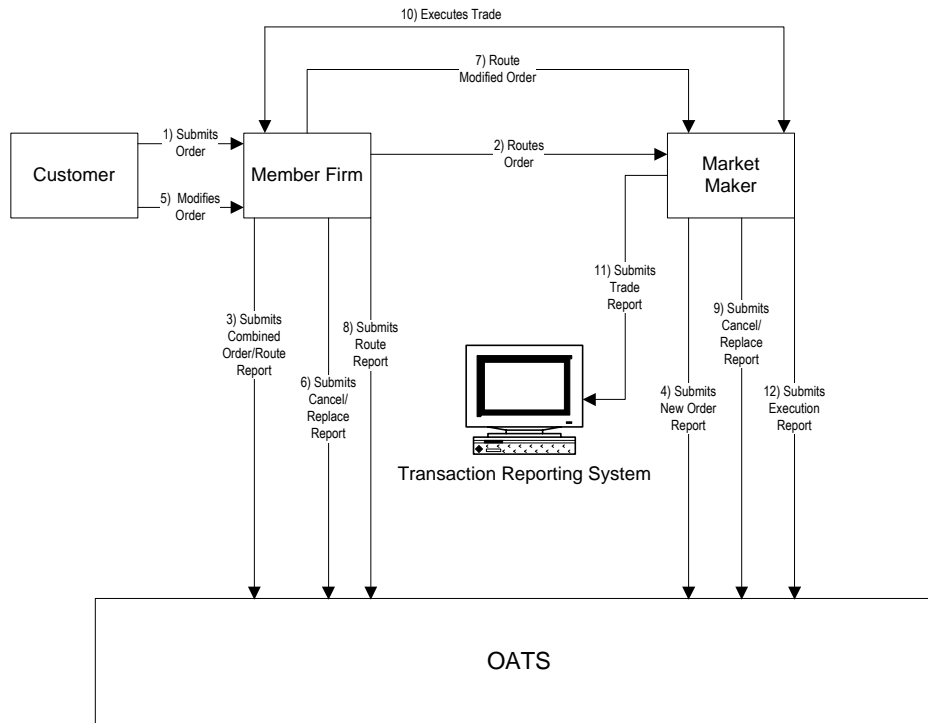 10) Executes Trade
7) Route
Modified Order
1) Submits
Order
2) Routes
Order
Customer
Member Firm
Market
Maker
5) Modifies
Order
11) Submits
Trade
Report
3) Submits
Combined
Order/Route
Report
8) Submits
Route
Report
9) Submits
Cancel/
Replace
Report
6) Submits
Cancel/
Replace
Report
4) Submits
New Order
Report
12) Submits
Execution
Report
Transaction Reporting System
OATS